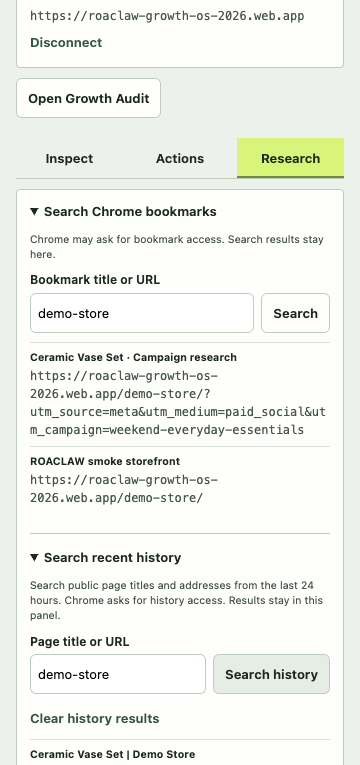 https://roaclaw-growth-os-2026.web.app
Disconnect
Open Growth Audit
Inspect
Actions
Research
▼ Search Chrome bookmarks
Chrome may ask for bookmark access. Search results stay
here.
Bookmark title or URL
demo-store
Search
Ceramic Vase Set · Campaign research
https://roaclaw-growth-os-
2026.web.app/demo-store/?
utm_source=meta&utm_medium=paid_social&ut
m_campaign=weekend-everyday-essentials
ROACLAW smoke storefront
https://roaclaw-growth-os-
2026.web.app/demo-store/
▼ Search recent history
Search public page titles and addresses from the last 24
hours. Chrome asks for history access. Results stay in this
panel.
Page title or URL
demo-store
Search history
Clear history results
Ceramic Vase Set | Demo Store